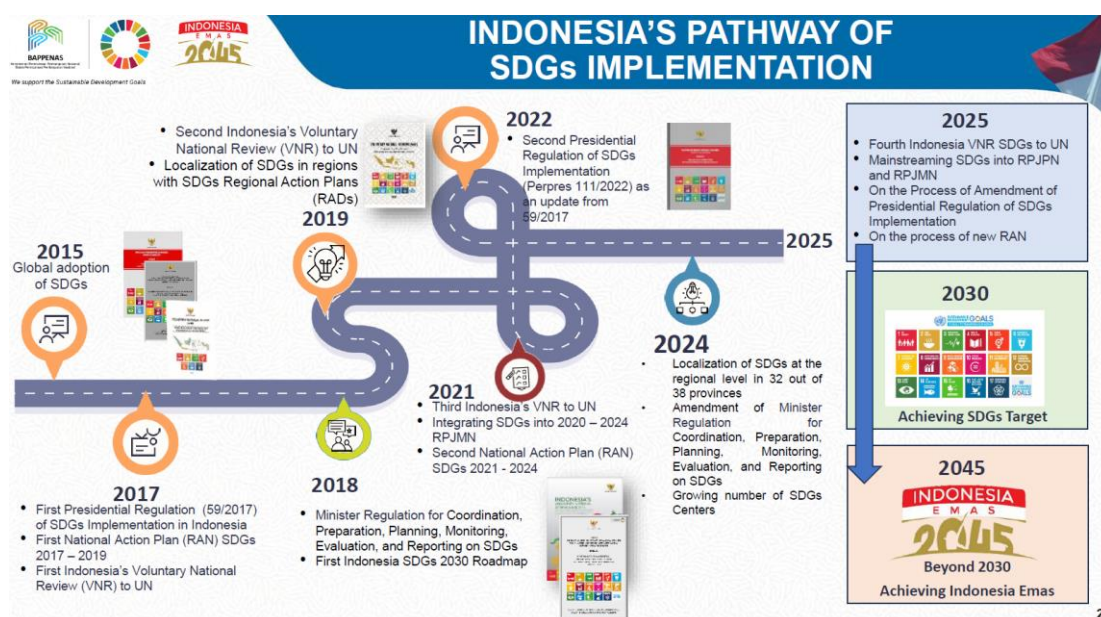 INDONESIA'S PATHWAY OF
SDGs IMPLEMENTATION
BAPPENAS
We support the Sustainable Development Goals
INDONESIA
EMAS
2045
2015
Global adoption
of SDGs
2017
• First Presidential Regulation (59/2017)
of SDGs Implementation in Indonesia
• First National Action Plan (RAN) SDGs
2017 – 2019
• First Indonesia's Voluntary National
Review (VNR) to UN
2018
• Minister Regulation for Coordination,
Preparation, Planning, Monitoring,
Evaluation, and Reporting on SDGs
• First Indonesia SDGs 2030 Roadmap
• Second Indonesia's Voluntary
National Review (VNR) to UN
• Localization of SDGs in regions
with SDGs Regional Action Plans
(RADs)
2019
2021
• Third Indonesia's VNR to UN
• Integrating SDGs into 2020 – 2024
RPJMN
• Second National Action Plan (RAN)
SDGs 2021 - 2024
2022
• Second Presidential
Regulation of SDGs
Implementation
(Perpres 111/2022) as
an update from
59/2017
2024
• Localization of SDGs at the
regional level in 32 out of
38 provinces
• Amendment of Minister
Regulation for
Coordination, Preparation,
Planning, Monitoring,
Evaluation, and Reporting
on SDGs
• Growing number of SDGs
Centers
2025
2025
• Fourth Indonesia VNR SDGs to UN
• Mainstreaming SDGs into RPJPN
and RPJMN
• On the Process of Amendment of
Presidential Regulation of SDGs
Implementation
• On the process of new RAN
2030
GOALS
Achieving SDGs Target
2045
INDONESIA
EMAS
2045
Beyond 2030
Achieving Indonesia Emas
2